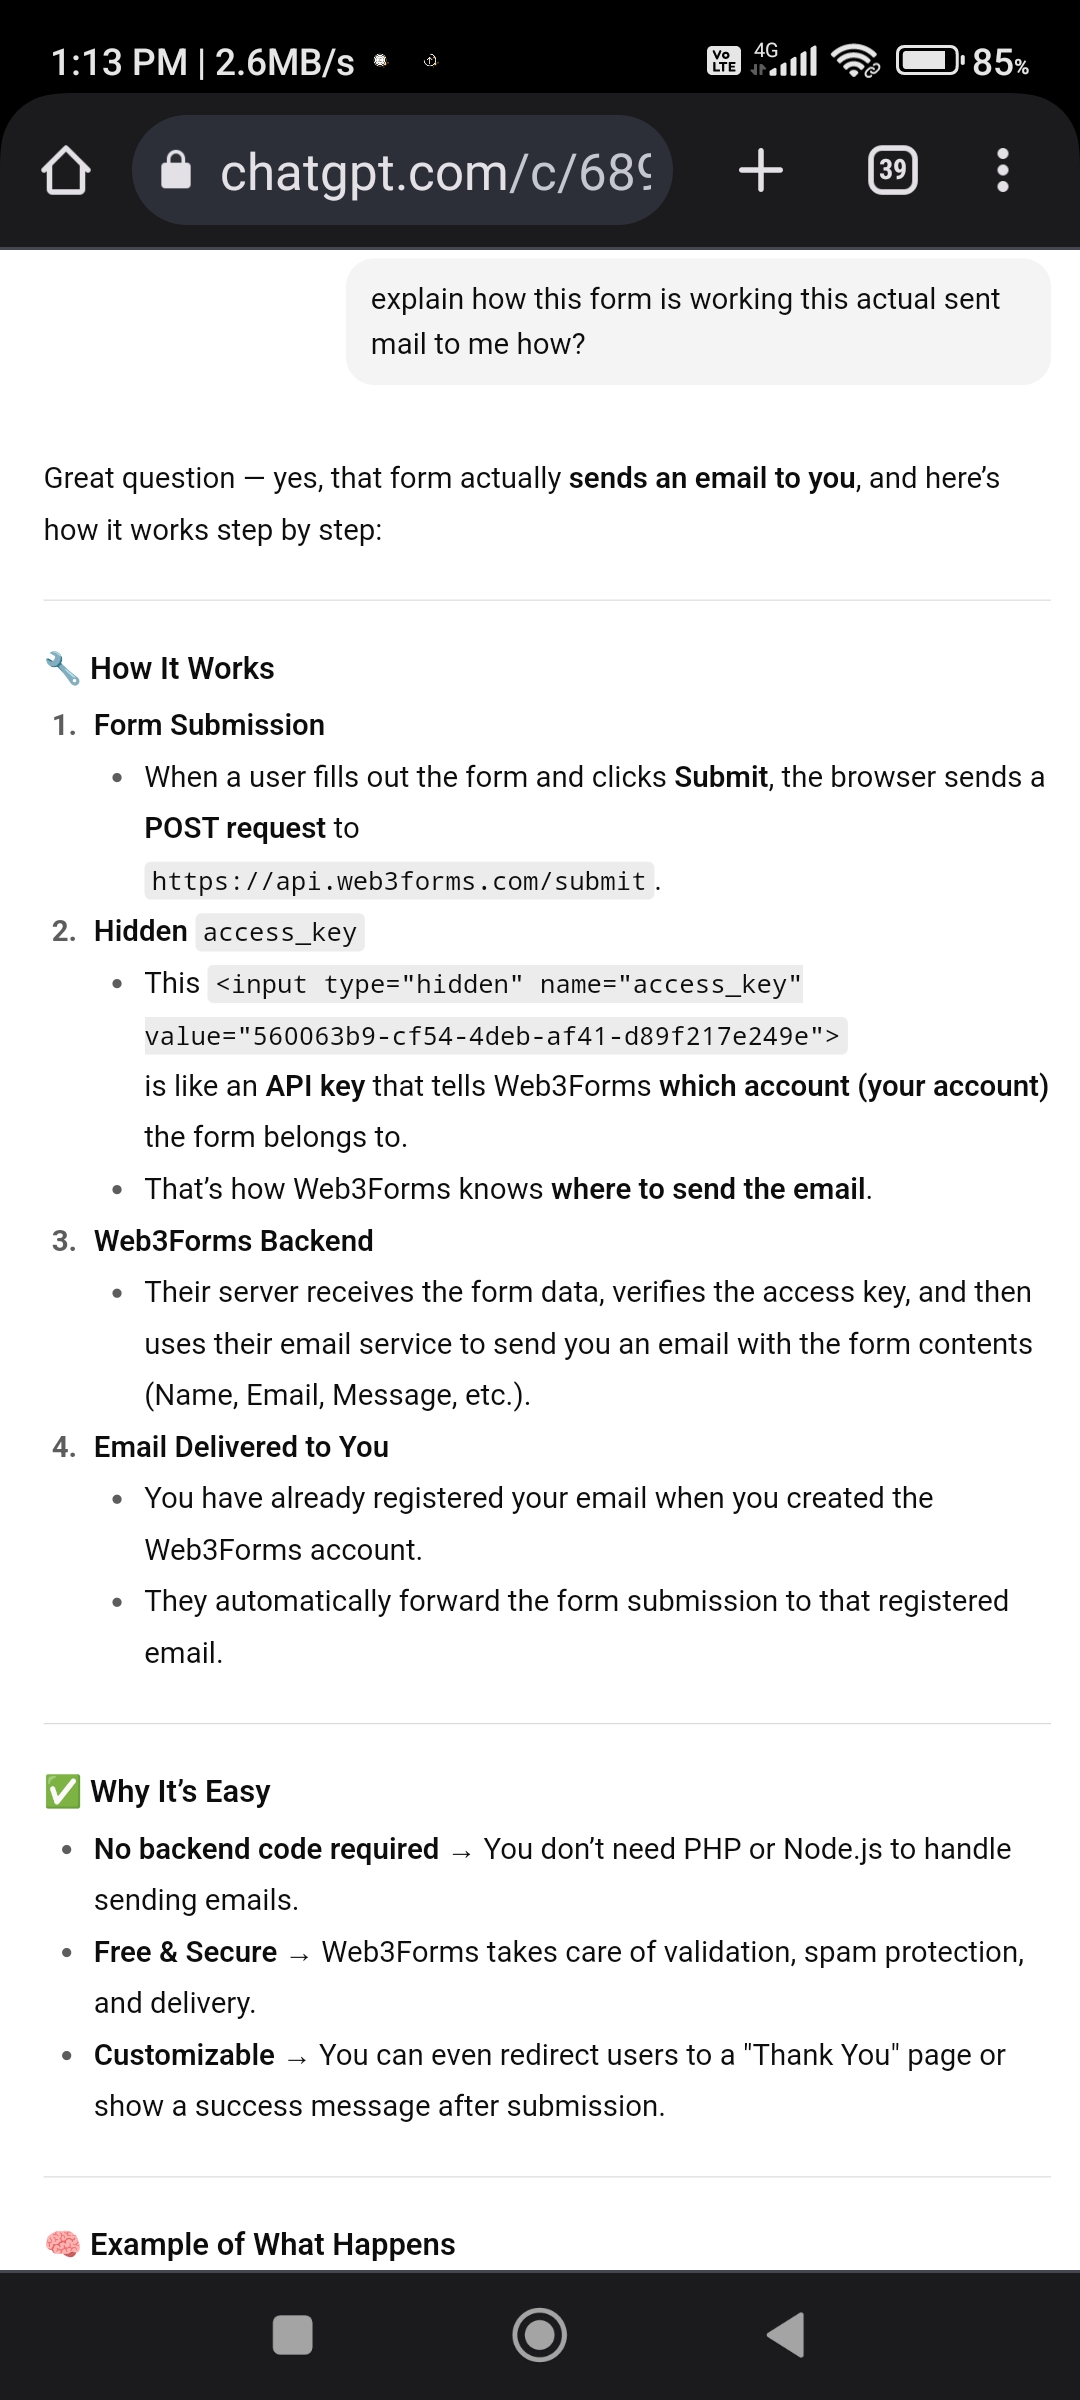 1:13 PM | 2.6MB/s
Vo LTE 4G 85%
chatgpt.com/c/689
39
explain how this form is working this actual sent
mail to me how?
Great question — yes, that form actually sends an email to you, and here’s
how it works step by step:
🔧 How It Works
1. Form Submission
• When a user fills out the form and clicks Submit, the browser sends a
POST request to
https://api.web3forms.com/submit.
2. Hidden access_key
• This <input type="hidden" name="access_key"
value="560063b9-cf54-4deb-af41-d89f217e249e">
is like an API key that tells Web3Forms which account (your account)
the form belongs to.
• That’s how Web3Forms knows where to send the email.
3. Web3Forms Backend
• Their server receives the form data, verifies the access key, and then
uses their email service to send you an email with the form contents
(Name, Email, Message, etc.).
4. Email Delivered to You
• You have already registered your email when you created the
Web3Forms account.
• They automatically forward the form submission to that registered
email.
✅ Why It’s Easy
• No backend code required → You don’t need PHP or Node.js to handle
sending emails.
• Free & Secure → Web3Forms takes care of validation, spam protection,
and delivery.
• Customizable → You can even redirect users to a "Thank You" page or
show a success message after submission.
🧠 Example of What Happens